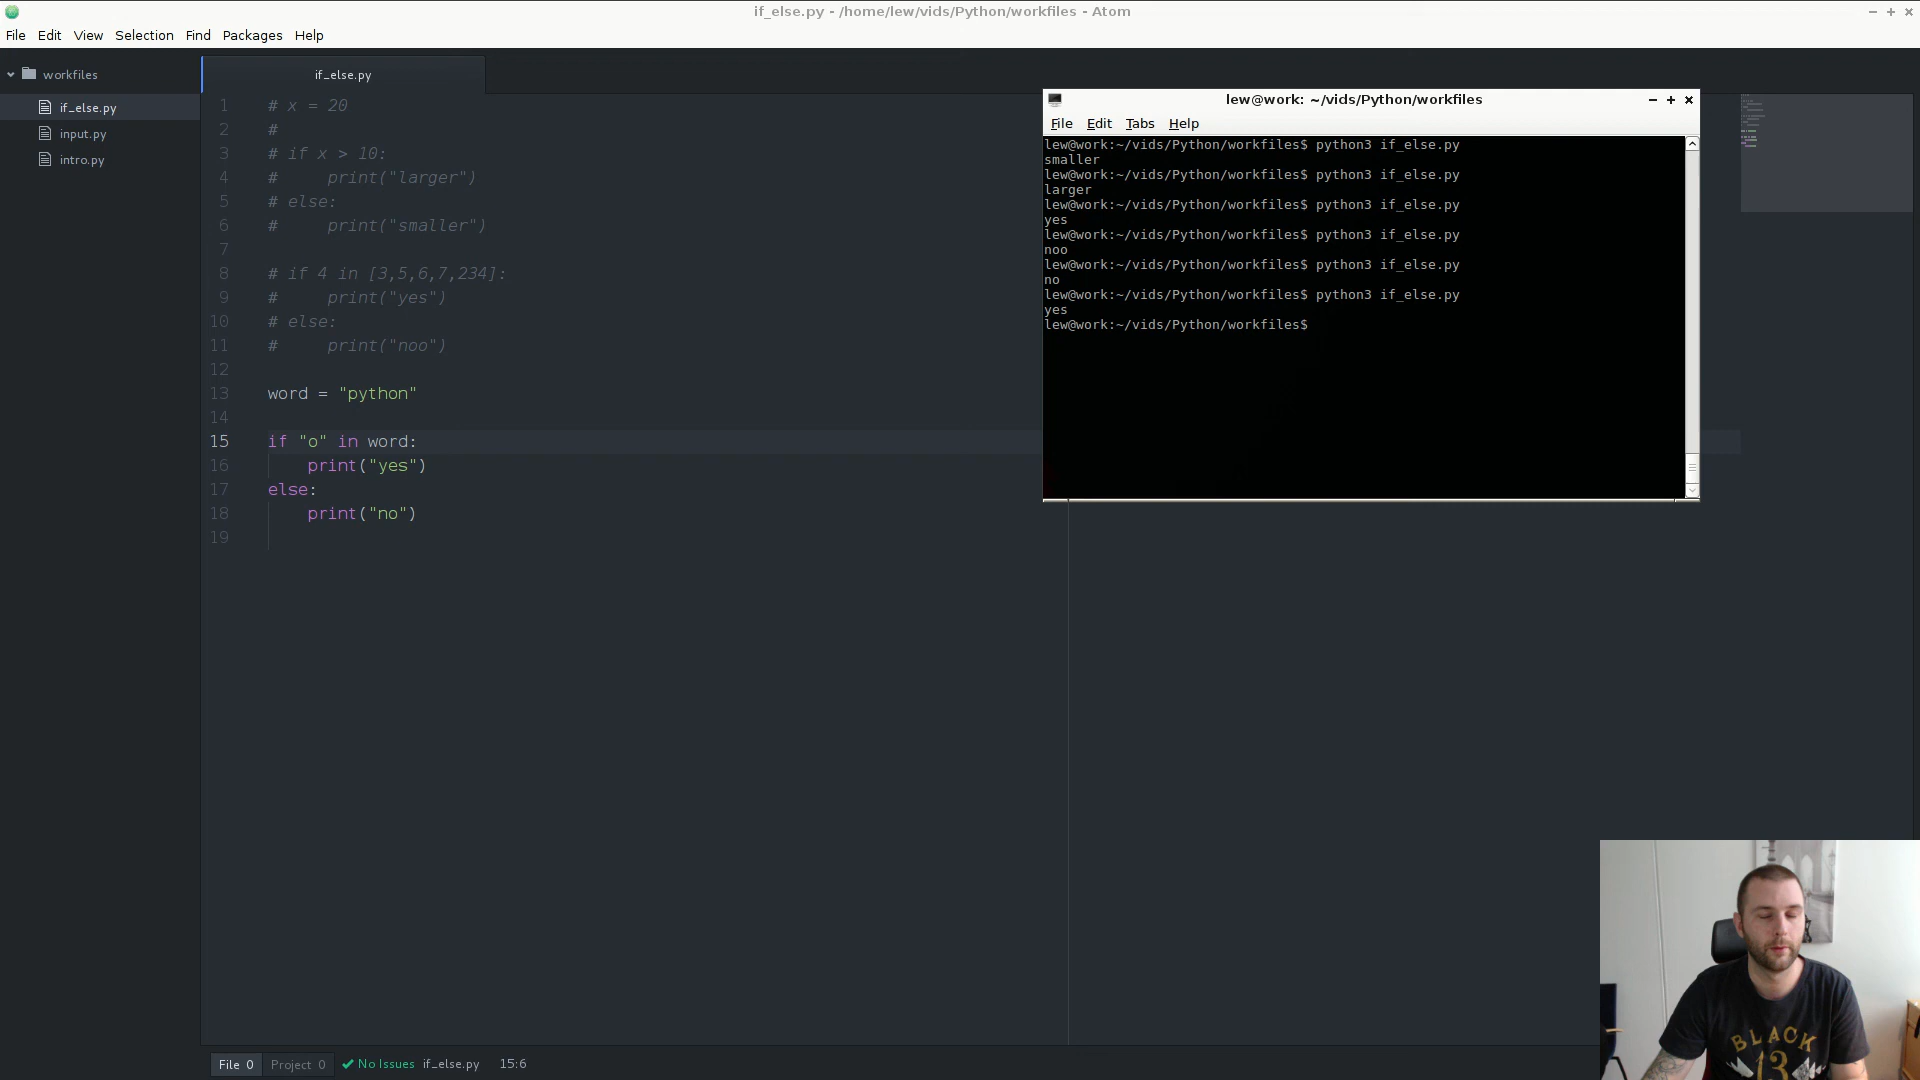 if_else.py - /home/lew/vids/Python/workfiles - Atom
File Edit View Selection Find Packages Help
workfiles
if_else.py
input.py
intro.py
if_else.py
1 # x = 20
2 #
3 # if x > 10:
4 #     print("larger")
5 # else:
6 #     print("smaller")
7
8 # if 4 in [3,5,6,7,234]:
9 #     print("yes")
10 # else:
11 #     print("noo")
12
13 word = "python"
14
15 if "o" in word:
16     print("yes")
17 else:
18     print("no")
19
lew@work: ~/vids/Python/workfiles
File Edit Tabs Help
lew@work:~/vids/Python/workfiles$ python3 if_else.py
smaller
lew@work:~/vids/Python/workfiles$ python3 if_else.py
larger
lew@work:~/vids/Python/workfiles$ python3 if_else.py
yes
lew@work:~/vids/Python/workfiles$ python3 if_else.py
noo
lew@work:~/vids/Python/workfiles$ python3 if_else.py
no
lew@work:~/vids/Python/workfiles$ python3 if_else.py
yes
lew@work:~/vids/Python/workfiles$
BLACK
13
File 0 Project 0 No Issues if_else.py 15:6